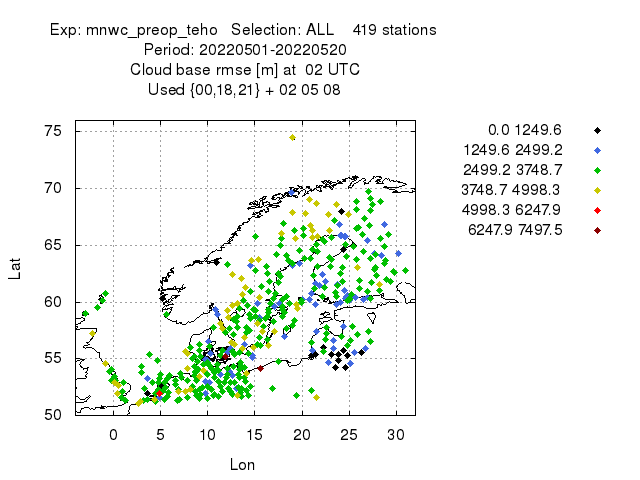 Exp: mnwc_preop_teho   Selection: ALL    419 stations
Period: 20220501-20220520
Cloud base rmse [m] at  02 UTC
Used {00,18,21} + 02 05 08
0.0 1249.6
1249.6 2499.2
2499.2 3748.7
3748.7 4998.3
4998.3 6247.9
6247.9 7497.5
75
70
65
60
55
50
Lat
0 5 10 15 20 25 30
Lon